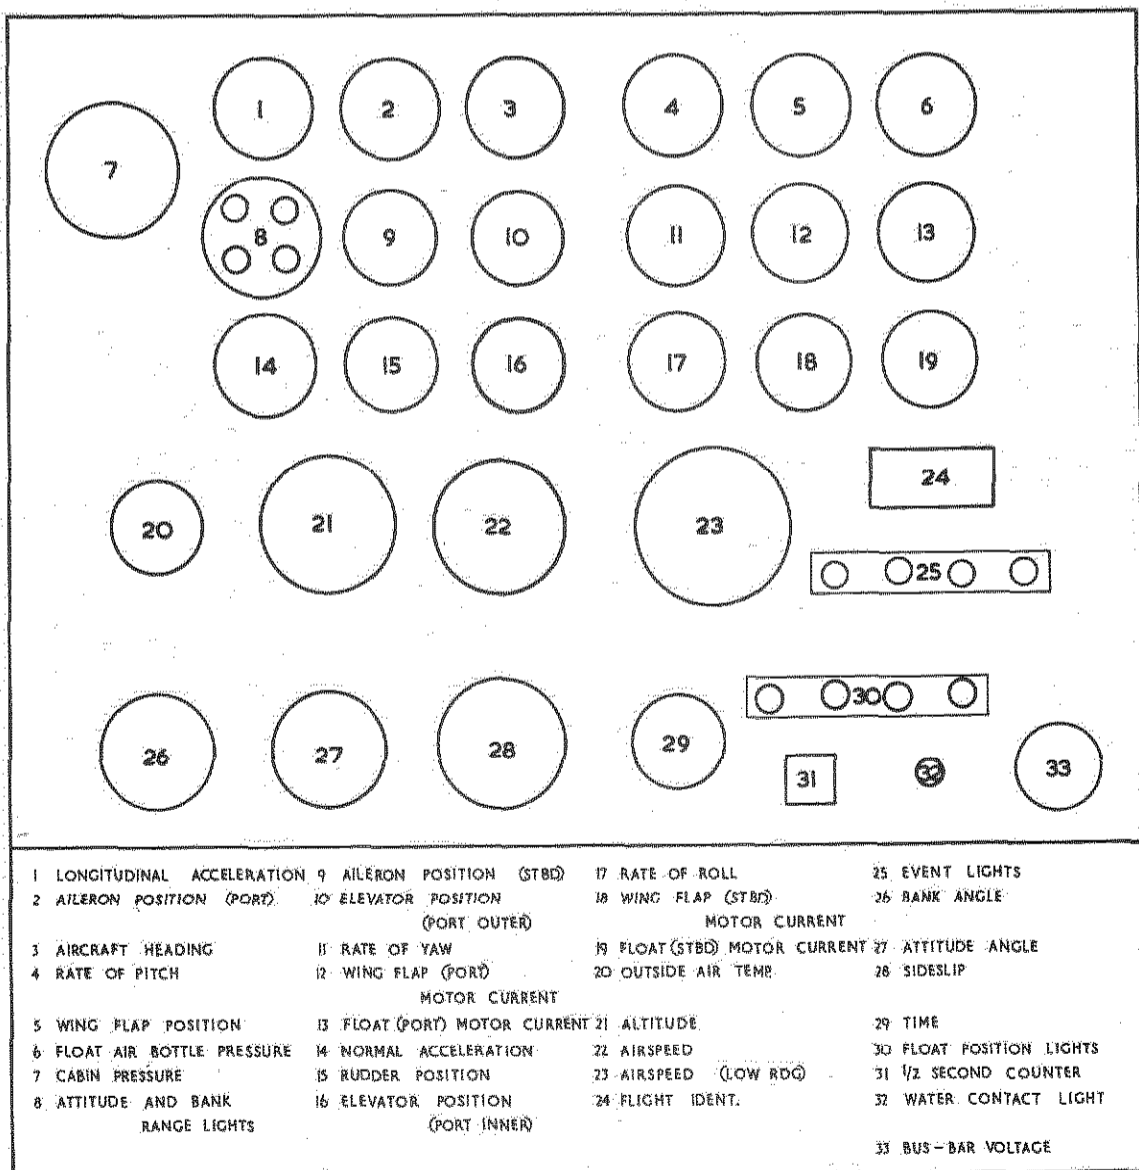 1
2
3
4
5
6
7
8
9
10
11
12
13
14
15
16
17
18
19
20
21
22
23
24
25
26
27
28
29
30
31
32
33
1 LONGITUDINAL ACCELERATION
2 AILERON POSITION (PORT)
3 AIRCRAFT HEADING
4 RATE OF PITCH
5 WING FLAP POSITION
6 FLOAT AIR BOTTLE PRESSURE
7 CABIN PRESSURE
8 ATTITUDE AND BANK
RANGE LIGHTS
9 AILERON POSITION (STBD)
10 ELEVATOR POSITION
(PORT OUTER)
11 RATE OF YAW
12 WING FLAP (PORT)
MOTOR CURRENT
13 FLOAT (PORT) MOTOR CURRENT
14 NORMAL ACCELERATION
15 RUDDER POSITION
16 ELEVATOR POSITION
(PORT INNER)
17 RATE OF ROLL
18 WING FLAP (STBD)
MOTOR CURRENT
19 FLOAT (STBD) MOTOR CURRENT
20 OUTSIDE AIR TEMP.
21 ALTITUDE
22 AIRSPEED
23 AIRSPEED (LOW RDG)
24 FLIGHT IDENT.
25 EVENT LIGHTS
26 BANK ANGLE
27 ATTITUDE ANGLE
28 SIDESLIP
29 TIME
30 FLOAT POSITION LIGHTS
31 1/2 SECOND COUNTER
32 WATER CONTACT LIGHT
33 BUS-BAR VOLTAGE